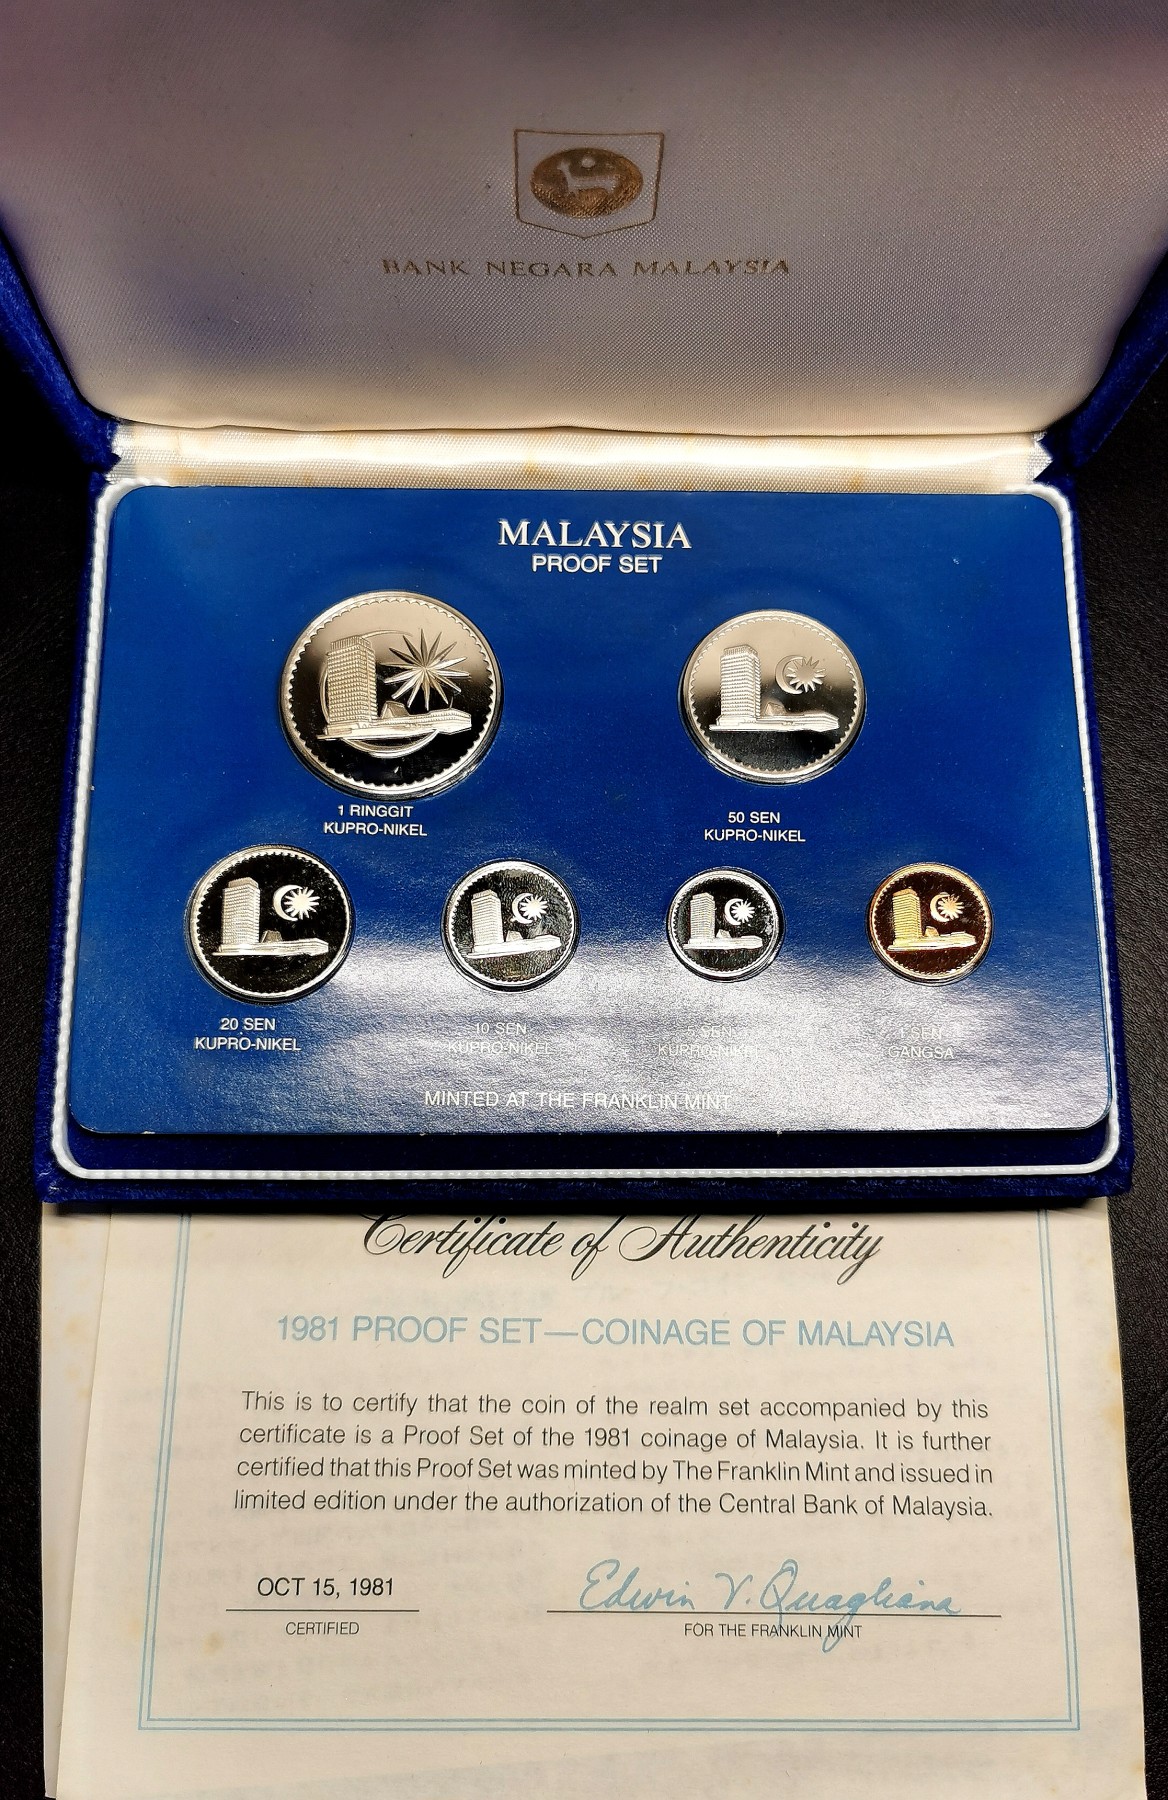 BANK NEGARA MALAYSIA
MALAYSIA
PROOF SET
1 RINGGIT
KUPRO-NIKEL
50 SEN
KUPRO-NIKEL
20 SEN
KUPRO-NIKEL
10 SEN
KUPRO-NIKEL
SEN
KUPRO-NIKEL
1 SEN
GANGSA
MINTED AT THE FRANKLIN MINT
Certificate of Authenticity
1981 PROOF SET—COINAGE OF MALAYSIA
This is to certify that the coin of the realm set accompanied by this
certificate is a Proof Set of the 1981 coinage of Malaysia. It is further
certified that this Proof Set was minted by The Franklin Mint and issued in
limited edition under the authorization of the Central Bank of Malaysia.
OCT 15, 1981
CERTIFIED
Edwin V. Quagliana
FOR THE FRANKLIN MINT